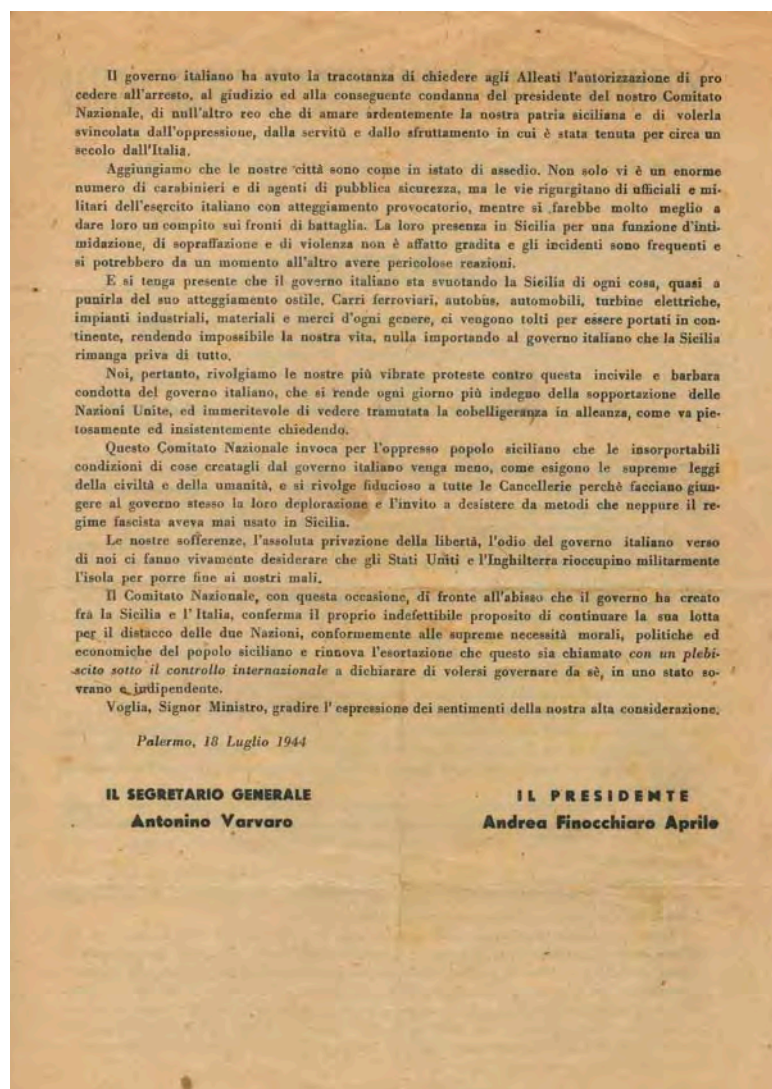 Il governo italiano ha avuto la tracotanza di chiedere agli Alleati l'autorizzazione di pro
cedere all'arresto, al giudizio ed alla conseguente condanna del presidente del nostro Comitato
Nazionale, di null'altro reo che di amare ardentemente la nostra patria siciliana e di volerla
svincolata dall'oppressione, dalla servitù e dallo sfruttamento in cui è stata tenuta per circa un
secolo dall'Italia.
Aggiungiamo che le nostre città sono come in istato di assedio. Non solo vi è un enorme
numero di carabinieri e di agenti di pubblica sicurezza, ma le vie rigurgitano di ufficiali e mi-
litari dell'esercito italiano con atteggiamento provocatorio, mentre si farebbe molto meglio a
dare loro un compito sui fronti di battaglia. La loro presenza in Sicilia per una funzione d'inti-
midazione, di sopraffazione e di violenza non è affatto gradita e gli incidenti sono frequenti e
si potrebbero da un momento all'altro avere pericolose reazioni.
E si tenga presente che il governo italiano sta svuotando la Sicilia di ogni cosa, quasi a
punirla del suo atteggiamento ostile. Carri ferroviari, autobus, automobili, turbine elettriche,
impianti industriali, materiali e merci d'ogni genere, ci vengono tolti per essere portati in con-
tinente, rendendo impossibile la nostra vita, nulla importando al governo italiano che la Sicilia
rimanga priva di tutto.
Noi, pertanto, rivolgiamo le nostre più vibrate proteste contro questa incivile e barbara
condotta del governo italiano, che si rende ogni giorno più indegno della sopportazione delle
Nazioni Unite, ed immeritevole di vedere tramutata la cobelligeranza in alleanza, come va pie-
tosamente ed insistentemente chiedendo.
Questo Comitato Nazionale invoca per l'oppresso popolo siciliano che le insorportabili
condizioni di cose creatagli dal governo italiano venga meno, come esigono le supreme leggi
della civiltà e della umanità, e si rivolge fiducioso a tutte le Cancellerie perchè facciano giun-
gere al governo stesso la loro deplorazione e l'invito a desistere da metodi che neppure il re-
gime fascista aveva mai usato in Sicilia.
Le nostre sofferenze, l'assoluta privazione della libertà, l'odio del governo italiano verso
di noi ci fanno vivamente desiderare che gli Stati Uniti e l'Inghilterra rioccupino militarmente
l'isola per porre fine ai nostri mali.
Il Comitato Nazionale, con questa occasione, di fronte all'abisso che il governo ha creato
frà la Sicilia e l'Italia, conferma il proprio indefettibile proposito di continuare la sua lotta
per il distacco delle due Nazioni, conformemente alle supreme necessità morali, politiche ed
economiche del popolo siciliano e rinnova l'esortazione che questo sia chiamato con un plebi-
scito sotto il controllo internazionale a dichiarare di volersi governare da sè, in uno stato so-
vrano e indipendente.
Voglia, Signor Ministro, gradire l'espressione dei sentimenti della nostra alta considerazione.
Palermo, 18 Luglio 1944
IL SEGRETARIO GENERALE
Antonino Varvaro
IL PRESIDENTE
Andrea Finocchiaro Aprile